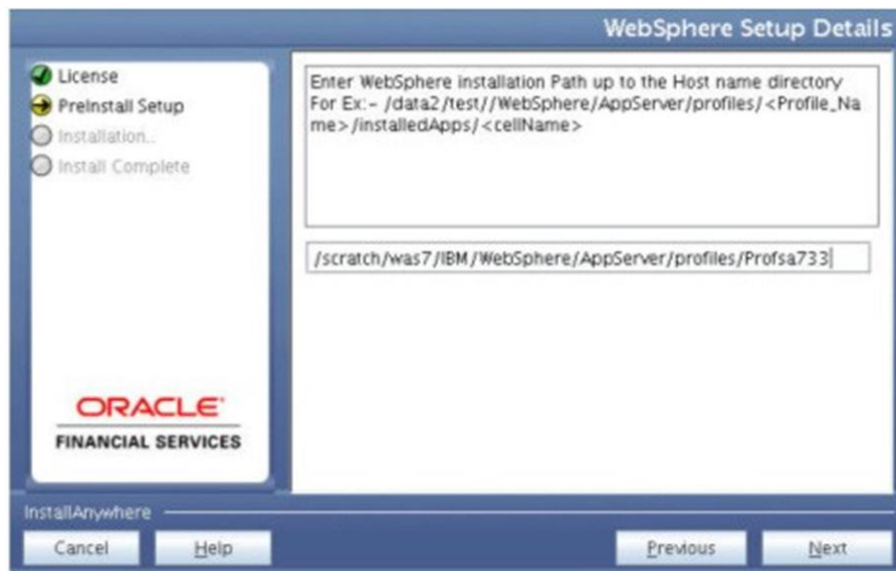 WebSphere Setup Details
License
PreInstall Setup
Installation..
Install Complete
Enter WebSphere installation Path up to the Host name directory
For Ex:- /data2/test//WebSphere/AppServer/profiles/<Profile_Na
me>/installedApps/<cellName>
/scratch/was7/IBM/WebSphere/AppServer/profiles/Profsa733
ORACLE
FINANCIAL SERVICES
InstallAnywhere
Cancel
Help
Previous
Next